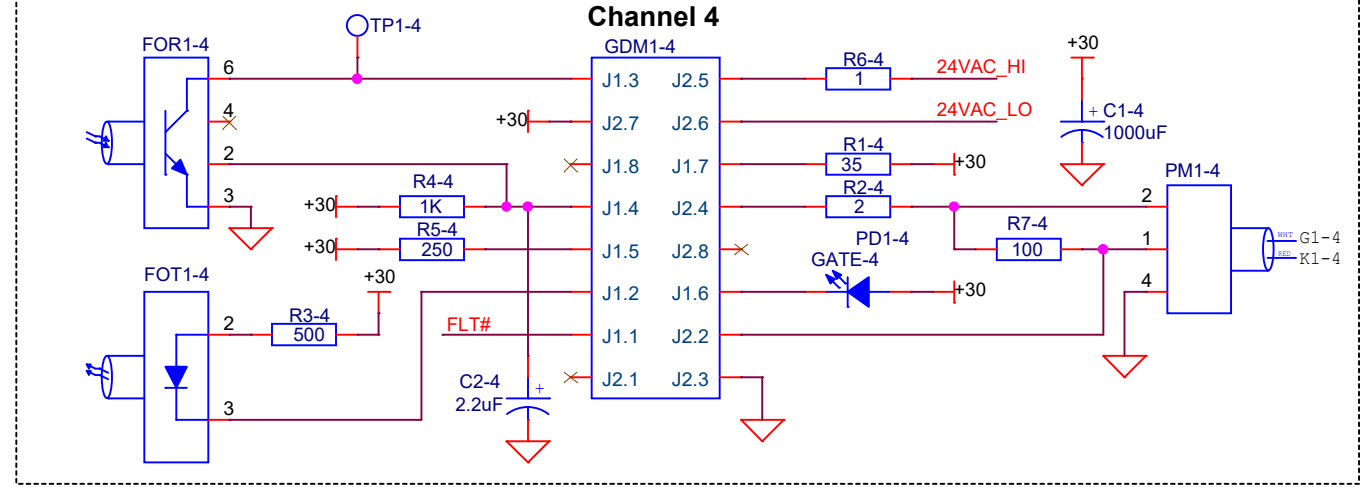 Channel 4
TP1-4
FOR1-4
GDM1-4
+30
6
J1.3
J2.5
R6-4
1
24VAC_HI
4
+30
J2.7
J2.6
24VAC_LO
+ C1-4
1000uF
2
J1.8
J1.7
R1-4
35
+30
PM1-4
3
+30
R4-4
1K
J1.4
J2.4
R2-4
2
2
+30
R5-4
250
J1.5
J2.8
PD1-4
R7-4
100
1
WHT G1-4
RED K1-4
FOT1-4
+30
J1.2
J1.6
GATE-4
+30
4
2
R3-4
500
FLT#
J1.1
J2.2
C2-4
+
2.2uF
J2.1
J2.3
3